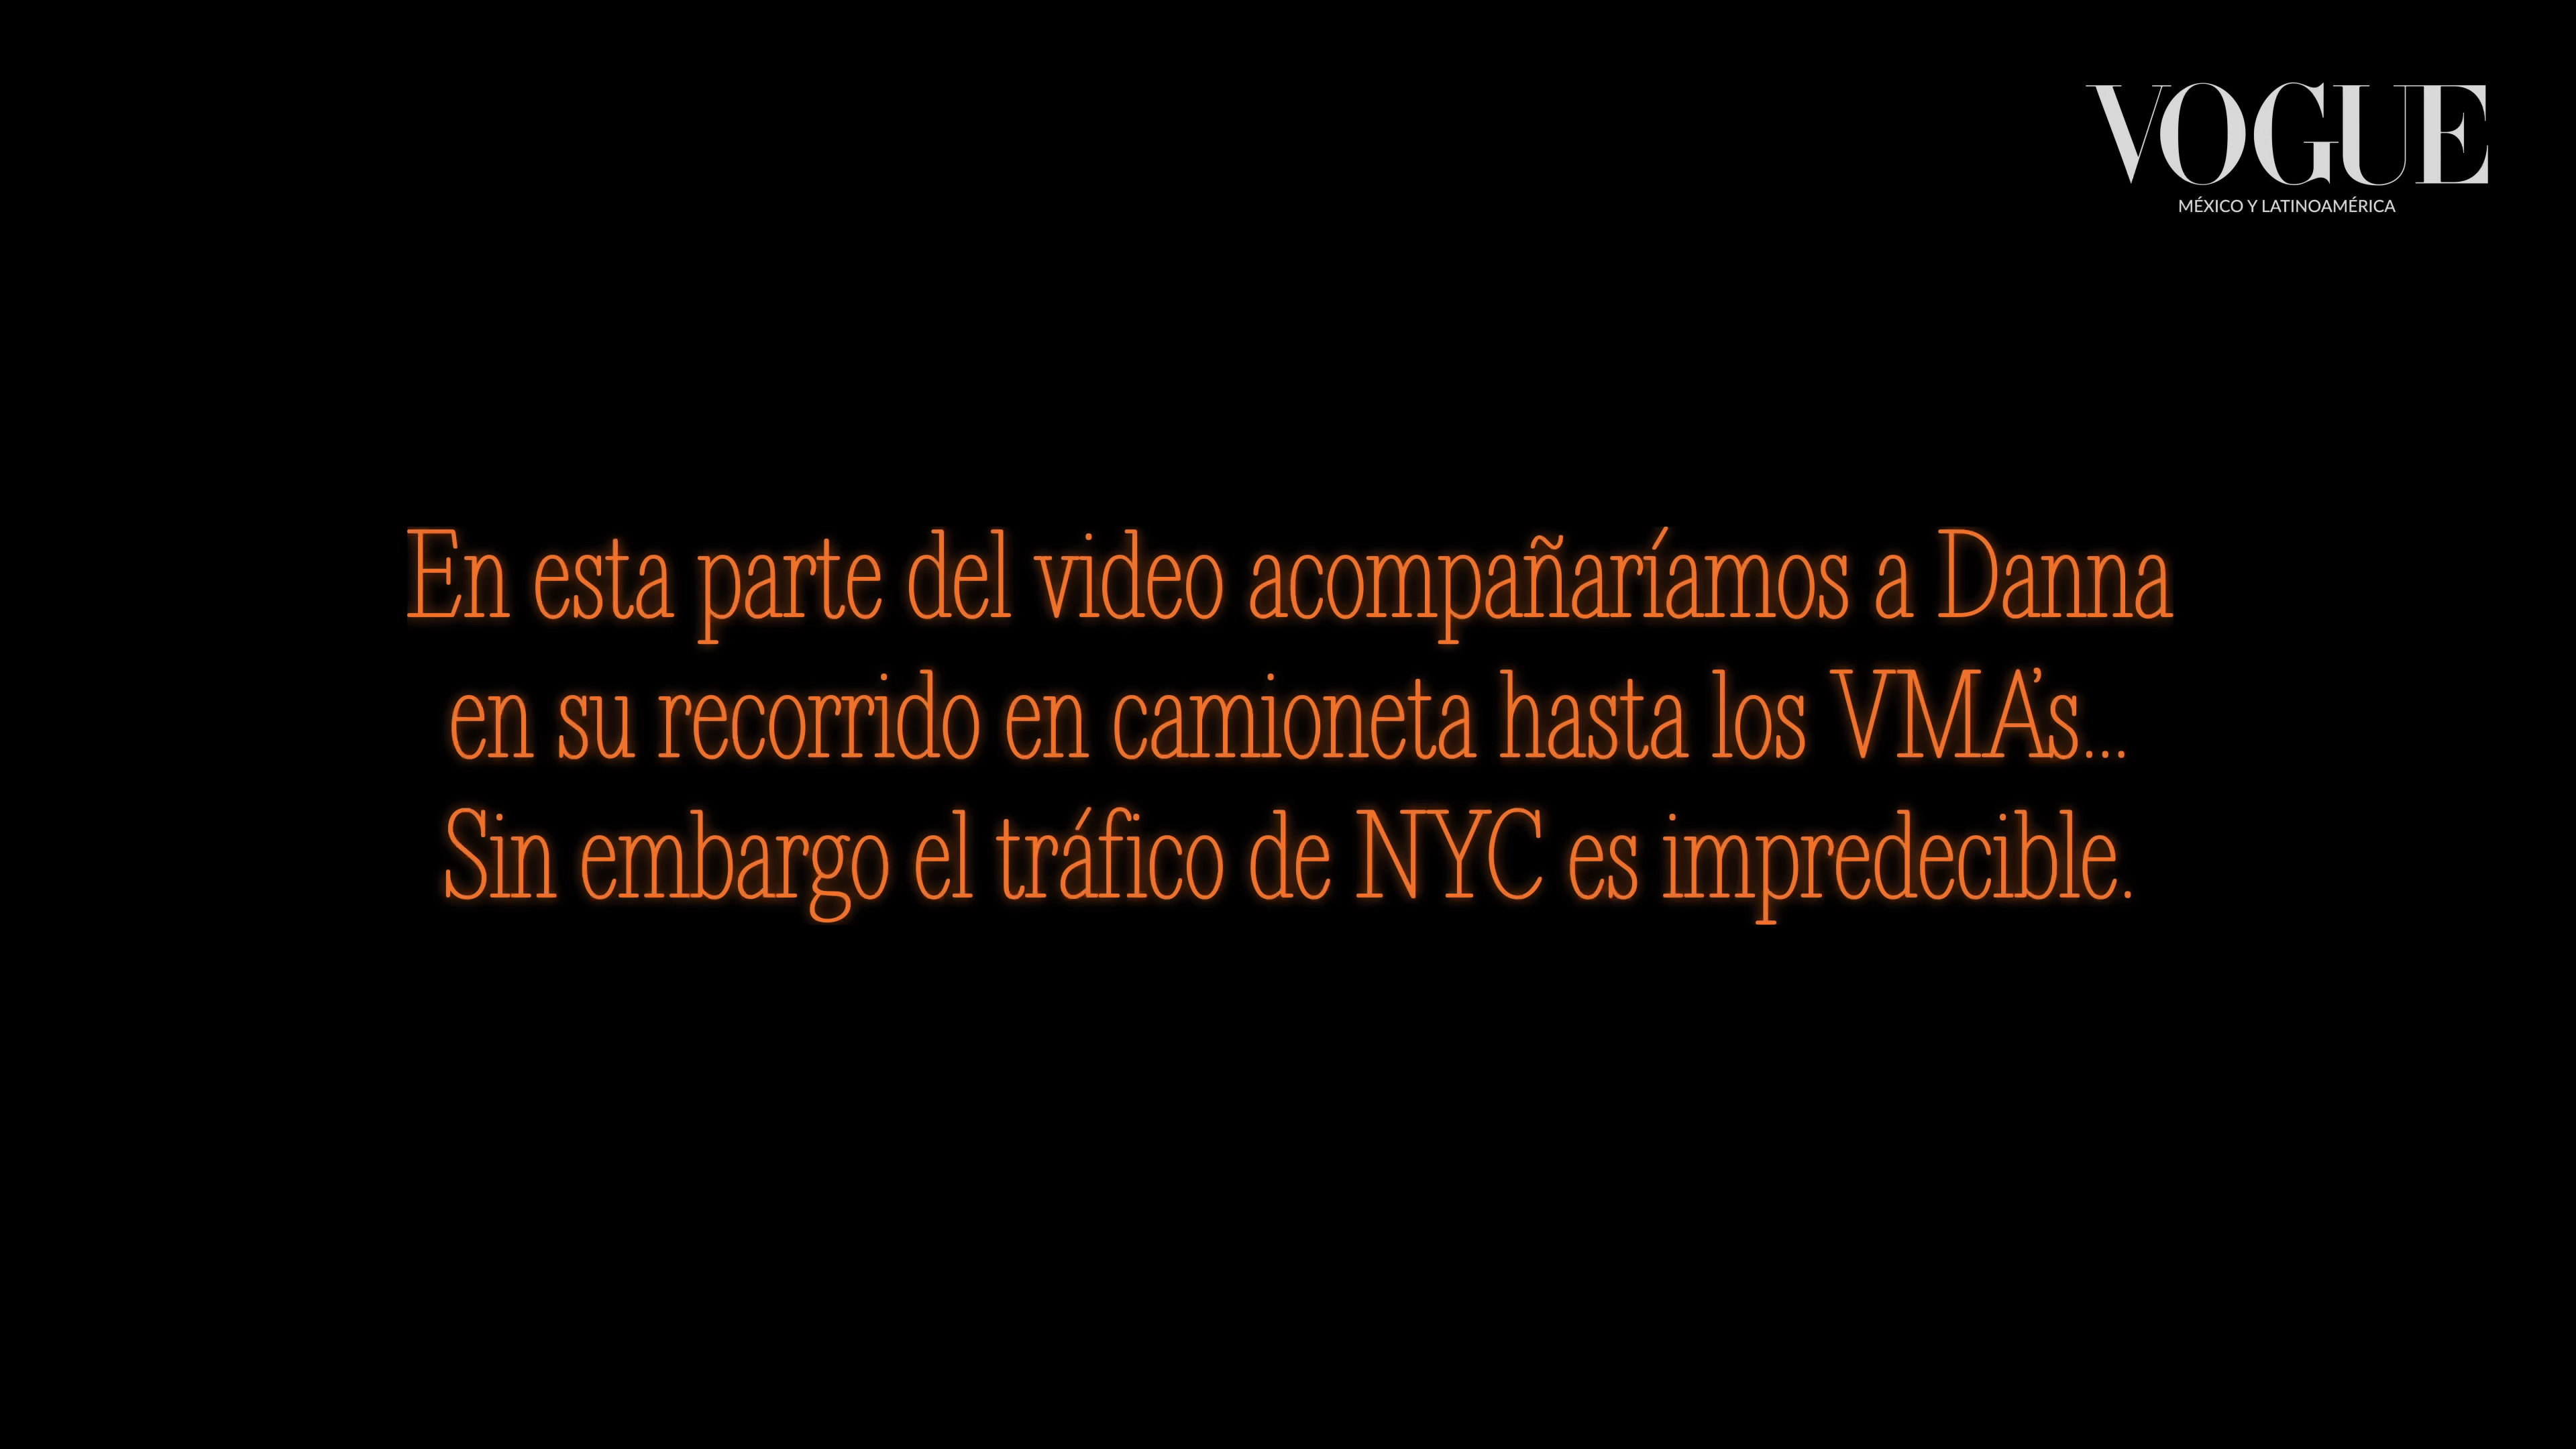 VOGUE
MÉXICO Y LATINOAMÉRICA
En esta parte del video acompañaríamos a Danna
en su recorrido en camioneta hasta los VMA's...
Sin embargo el tráfico de NYC es impredecible.